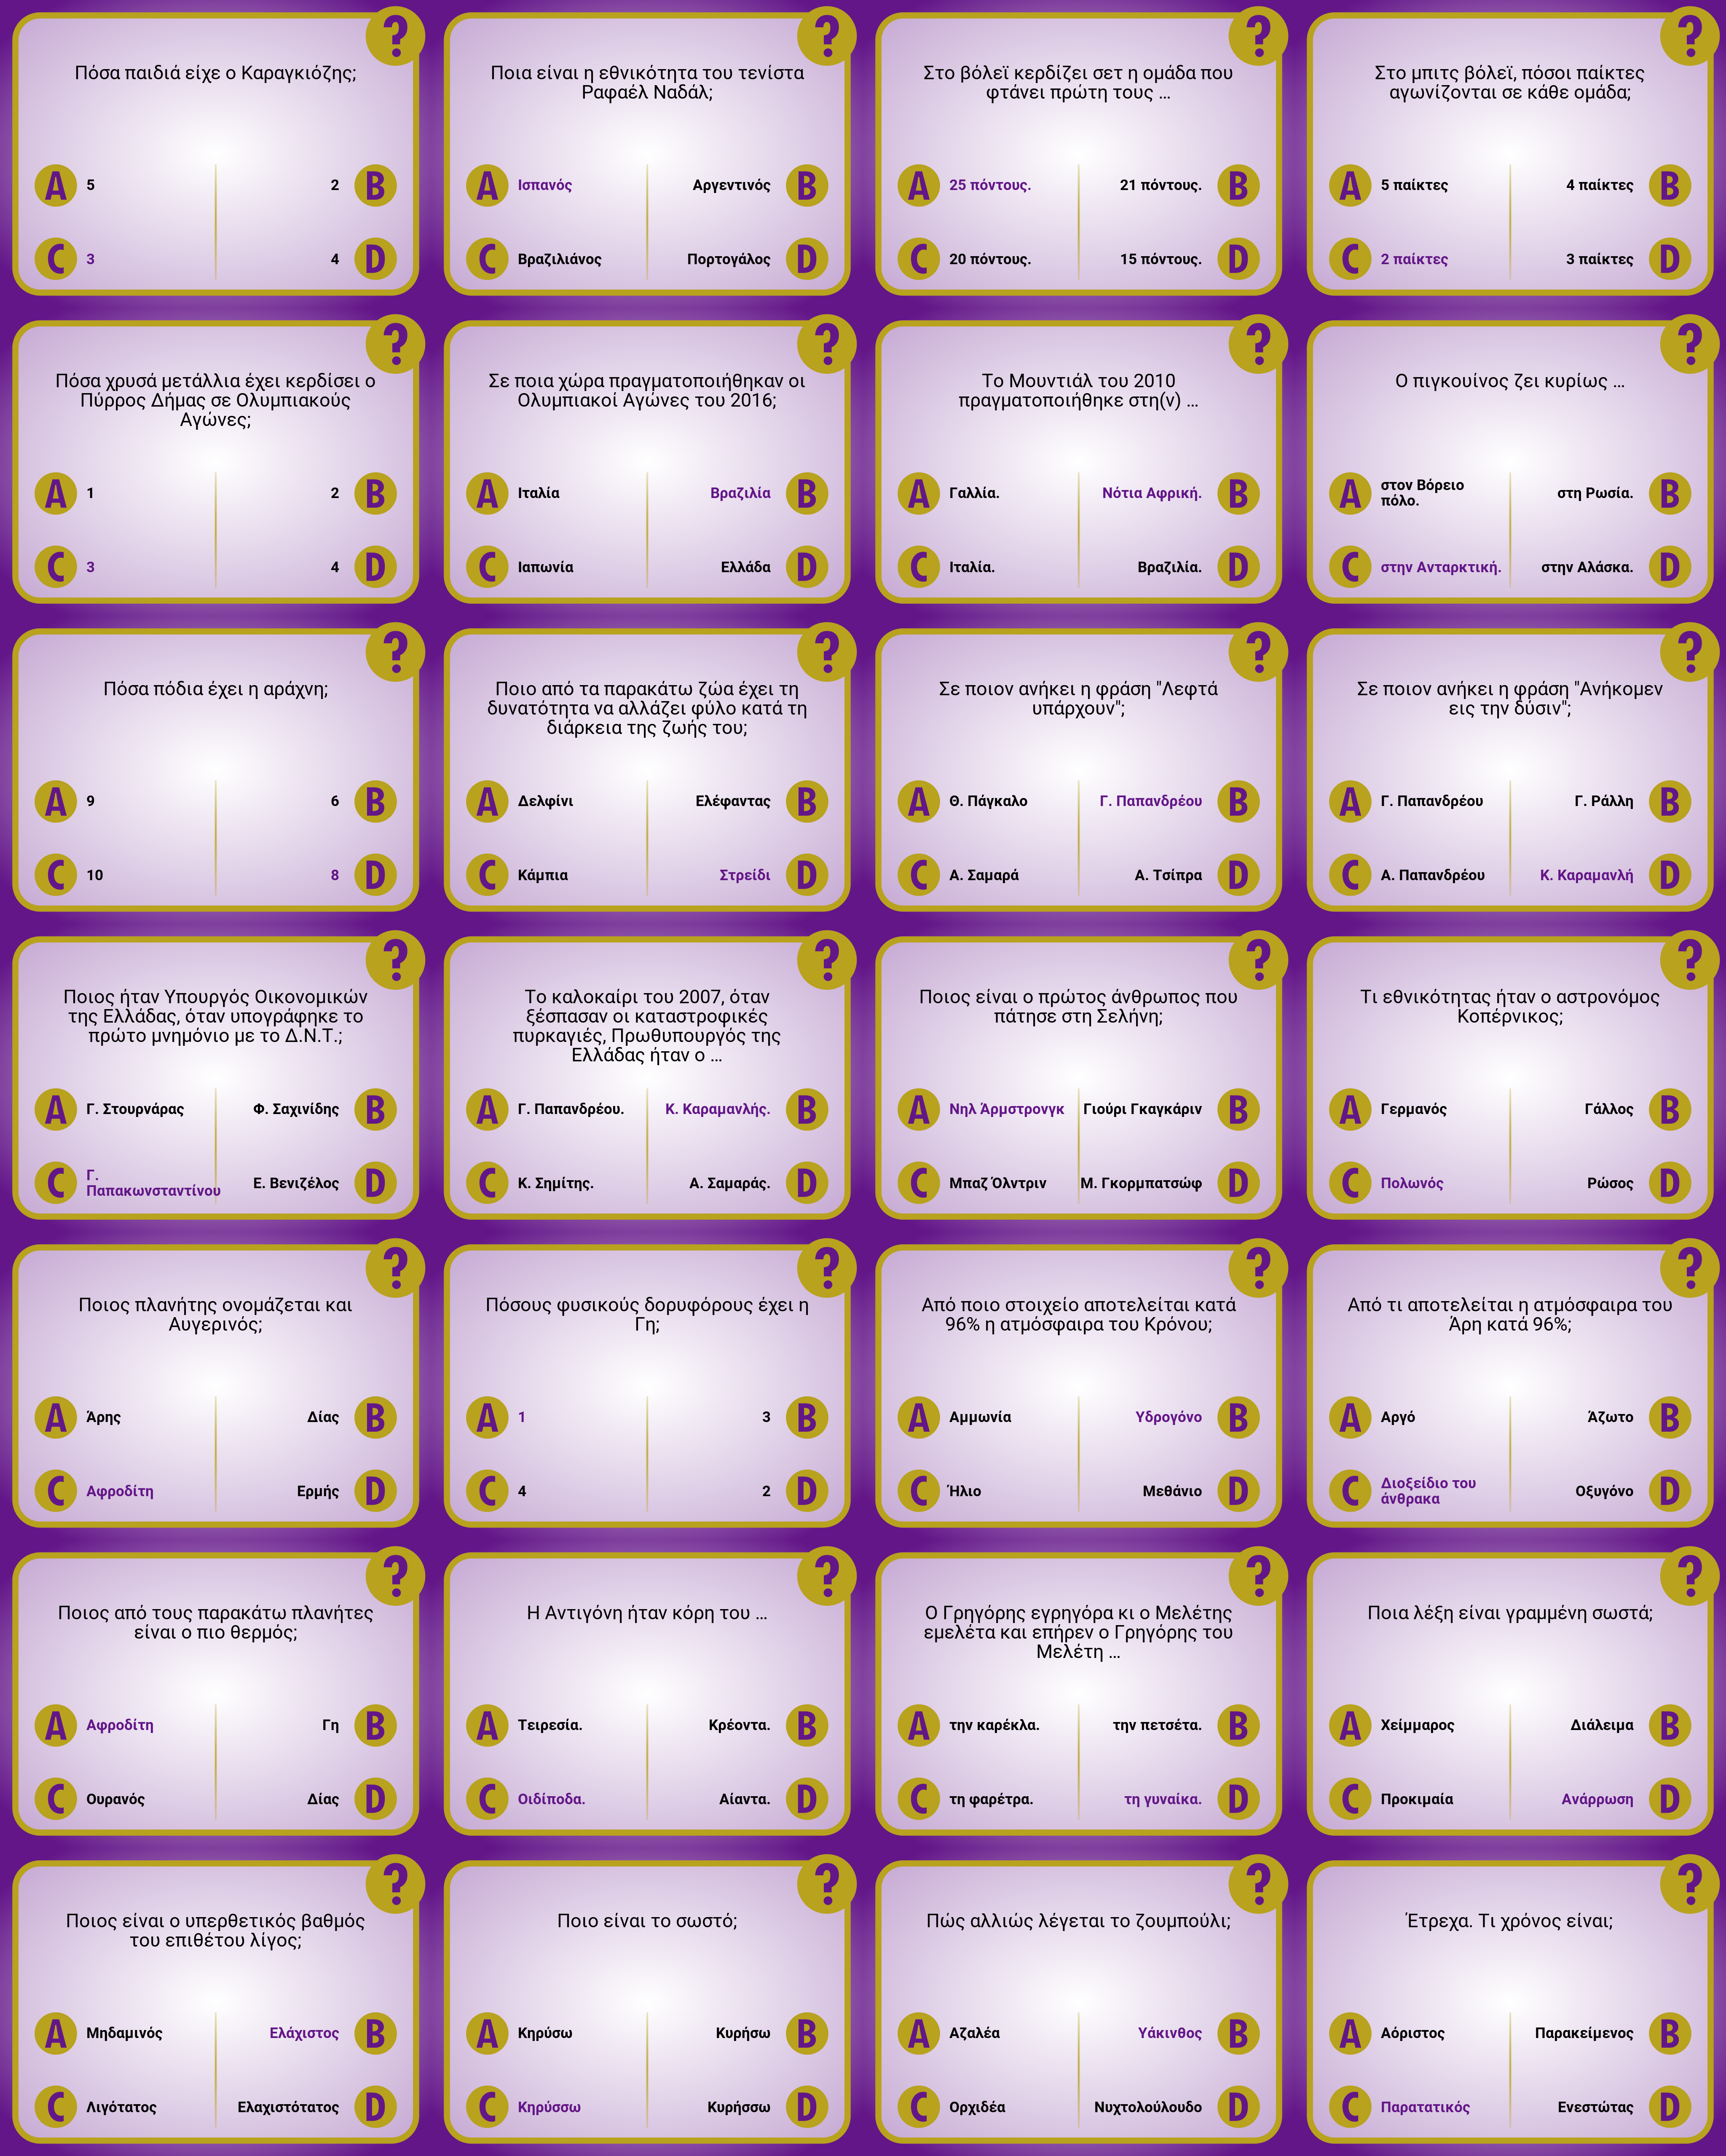 ?
Πόσα παιδιά είχε ο Καραγκιόζης;
A 5
2 B
C 3
4 D
?
Ποια είναι η εθνικότητα του τενίστα
Ραφαέλ Ναδάλ;
A Ισπανός
Αργεντινός B
C Βραζιλιάνος
Πορτογάλος D
?
Στο βόλεϊ κερδίζει σετ η ομάδα που
φτάνει πρώτη τους ...
A 25 πόντους.
21 πόντους. B
C 20 πόντους.
15 πόντους. D
?
Στο μπιτς βόλεϊ, πόσοι παίκτες
αγωνίζονται σε κάθε ομάδα;
A 5 παίκτες
4 παίκτες B
C 2 παίκτες
3 παίκτες D
?
Πόσα χρυσά μετάλλια έχει κερδίσει ο
Πύρρος Δήμας σε Ολυμπιακούς
Αγώνες;
A 1
2 B
C 3
4 D
?
Σε ποια χώρα πραγματοποιήθηκαν οι
Ολυμπιακοί Αγώνες του 2016;
A Ιταλία
Βραζιλία B
C Ιαπωνία
Ελλάδα D
?
Το Μουντιάλ του 2010
πραγματοποιήθηκε στη(ν) ...
A Γαλλία.
Νότια Αφρική. B
C Ιταλία.
Βραζιλία. D
?
Ο πιγκουίνος ζει κυρίως ...
A στον Βόρειο
πόλο.
στη Ρωσία. B
C στην Ανταρκτική.
στην Αλάσκα. D
?
Πόσα πόδια έχει η αράχνη;
A 9
6 B
C 10
8 D
?
Ποιο από τα παρακάτω ζώα έχει τη
δυνατότητα να αλλάζει φύλο κατά τη
διάρκεια της ζωής του;
A Δελφίνι
Ελέφαντας B
C Κάμπια
Στρείδι D
?
Σε ποιον ανήκει η φράση "Λεφτά
υπάρχουν";
A Θ. Πάγκαλο
Γ. Παπανδρέου B
C Α. Σαμαρά
Α. Τσίπρα D
?
Σε ποιον ανήκει η φράση "Ανήκομεν
εις την δύσιν";
A Γ. Παπανδρέου
Γ. Ράλλη B
C Α. Παπανδρέου
Κ. Καραμανλή D
?
Ποιος ήταν Υπουργός Οικονομικών
της Ελλάδας, όταν υπογράφηκε το
πρώτο μνημόνιο με το Δ.Ν.Τ.;
A Γ. Στουρνάρας
Φ. Σαχινίδης B
C Γ.
Παπακωνσταντίνου
Ε. Βενιζέλος D
?
Το καλοκαίρι του 2007, όταν
ξέσπασαν οι καταστροφικές
πυρκαγιές, Πρωθυπουργός της
Ελλάδας ήταν ο ...
A Γ. Παπανδρέου.
Κ. Καραμανλής. B
C Κ. Σημίτης.
Α. Σαμαράς. D
?
Ποιος είναι ο πρώτος άνθρωπος που
πάτησε στη Σελήνη;
A Νηλ Άρμστρονγκ
Γιούρι Γκαγκάριν B
C Μπαζ Όλντριν
Μ. Γκορμπατσώφ D
?
Τι εθνικότητας ήταν ο αστρονόμος
Κοπέρνικος;
A Γερμανός
Γάλλος B
C Πολωνός
Ρώσος D
?
Ποιος πλανήτης ονομάζεται και
Αυγερινός;
A Άρης
Δίας B
C Αφροδίτη
Ερμής D
?
Πόσους φυσικούς δορυφόρους έχει η
Γη;
A 1
3 B
C 4
2 D
?
Από ποιο στοιχείο αποτελείται κατά
96% η ατμόσφαιρα του Κρόνου;
A Αμμωνία
Υδρογόνο B
C Ήλιο
Μεθάνιο D
?
Από τι αποτελείται η ατμόσφαιρα του
Άρη κατά 96%;
A Αργό
Άζωτο B
C Διοξείδιο του
άνθρακα
Οξυγόνο D
?
Ποιος από τους παρακάτω πλανήτες
είναι ο πιο θερμός;
A Αφροδίτη
Γη B
C Ουρανός
Δίας D
?
Η Αντιγόνη ήταν κόρη του ...
A Τειρεσία.
Κρέοντα. B
C Οιδίποδα.
Αίαντα. D
?
Ο Γρηγόρης εγρηγόρα κι ο Μελέτης
εμελέτα και επήρεν ο Γρηγόρης του
Μελέτη ...
A την καρέκλα.
την πετσέτα. B
C τη φαρέτρα.
τη γυναίκα. D
?
Ποια λέξη είναι γραμμένη σωστά;
A Χείμμαρος
Διάλειμα B
C Προκιμαία
Ανάρρωση D
?
Ποιος είναι ο υπερθετικός βαθμός
του επιθέτου λίγος;
A Μηδαμινός
Ελάχιστος B
C Λιγότατος
Ελαχιστότατος D
?
Ποιο είναι το σωστό;
A Κηρύσω
Κυρήσω B
C Κηρύσσω
Κυρήσσω D
?
Πώς αλλιώς λέγεται το ζουμπούλι;
A Αζαλέα
Υάκινθος B
C Ορχιδέα
Νυχτολούλουδο D
?
Έτρεχα. Τι χρόνος είναι;
A Αόριστος
Παρακείμενος B
C Παρατατικός
Ενεστώτας D